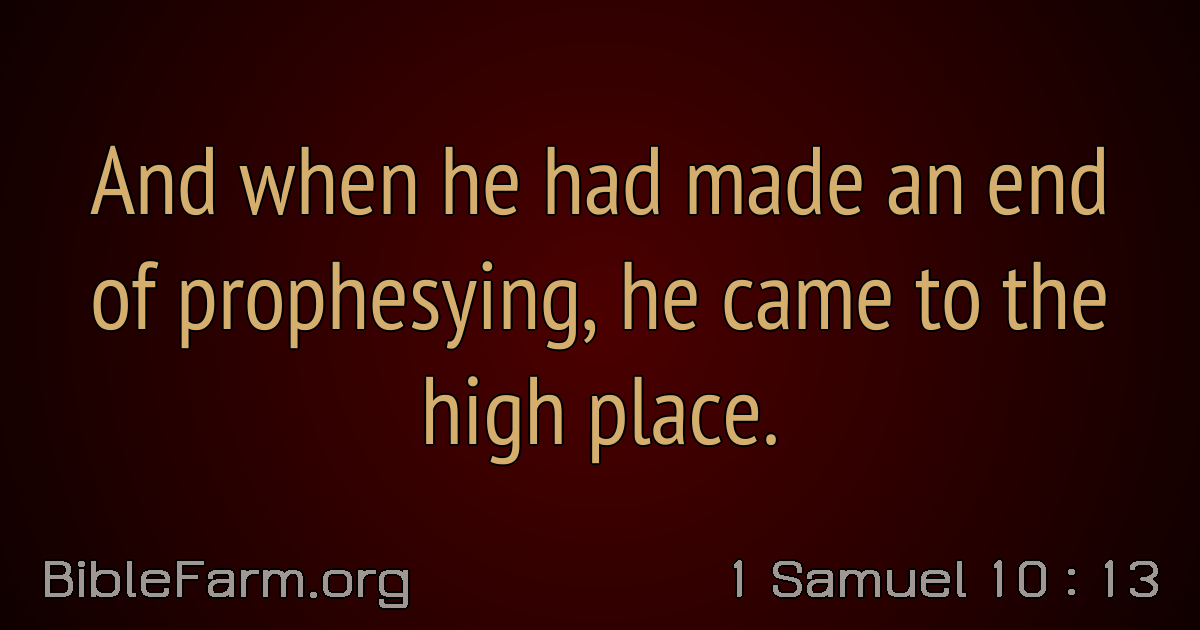 And when he had made an end
of prophesying, he came to the
high place.
BibleFarm.org
1 Samuel 10 : 13